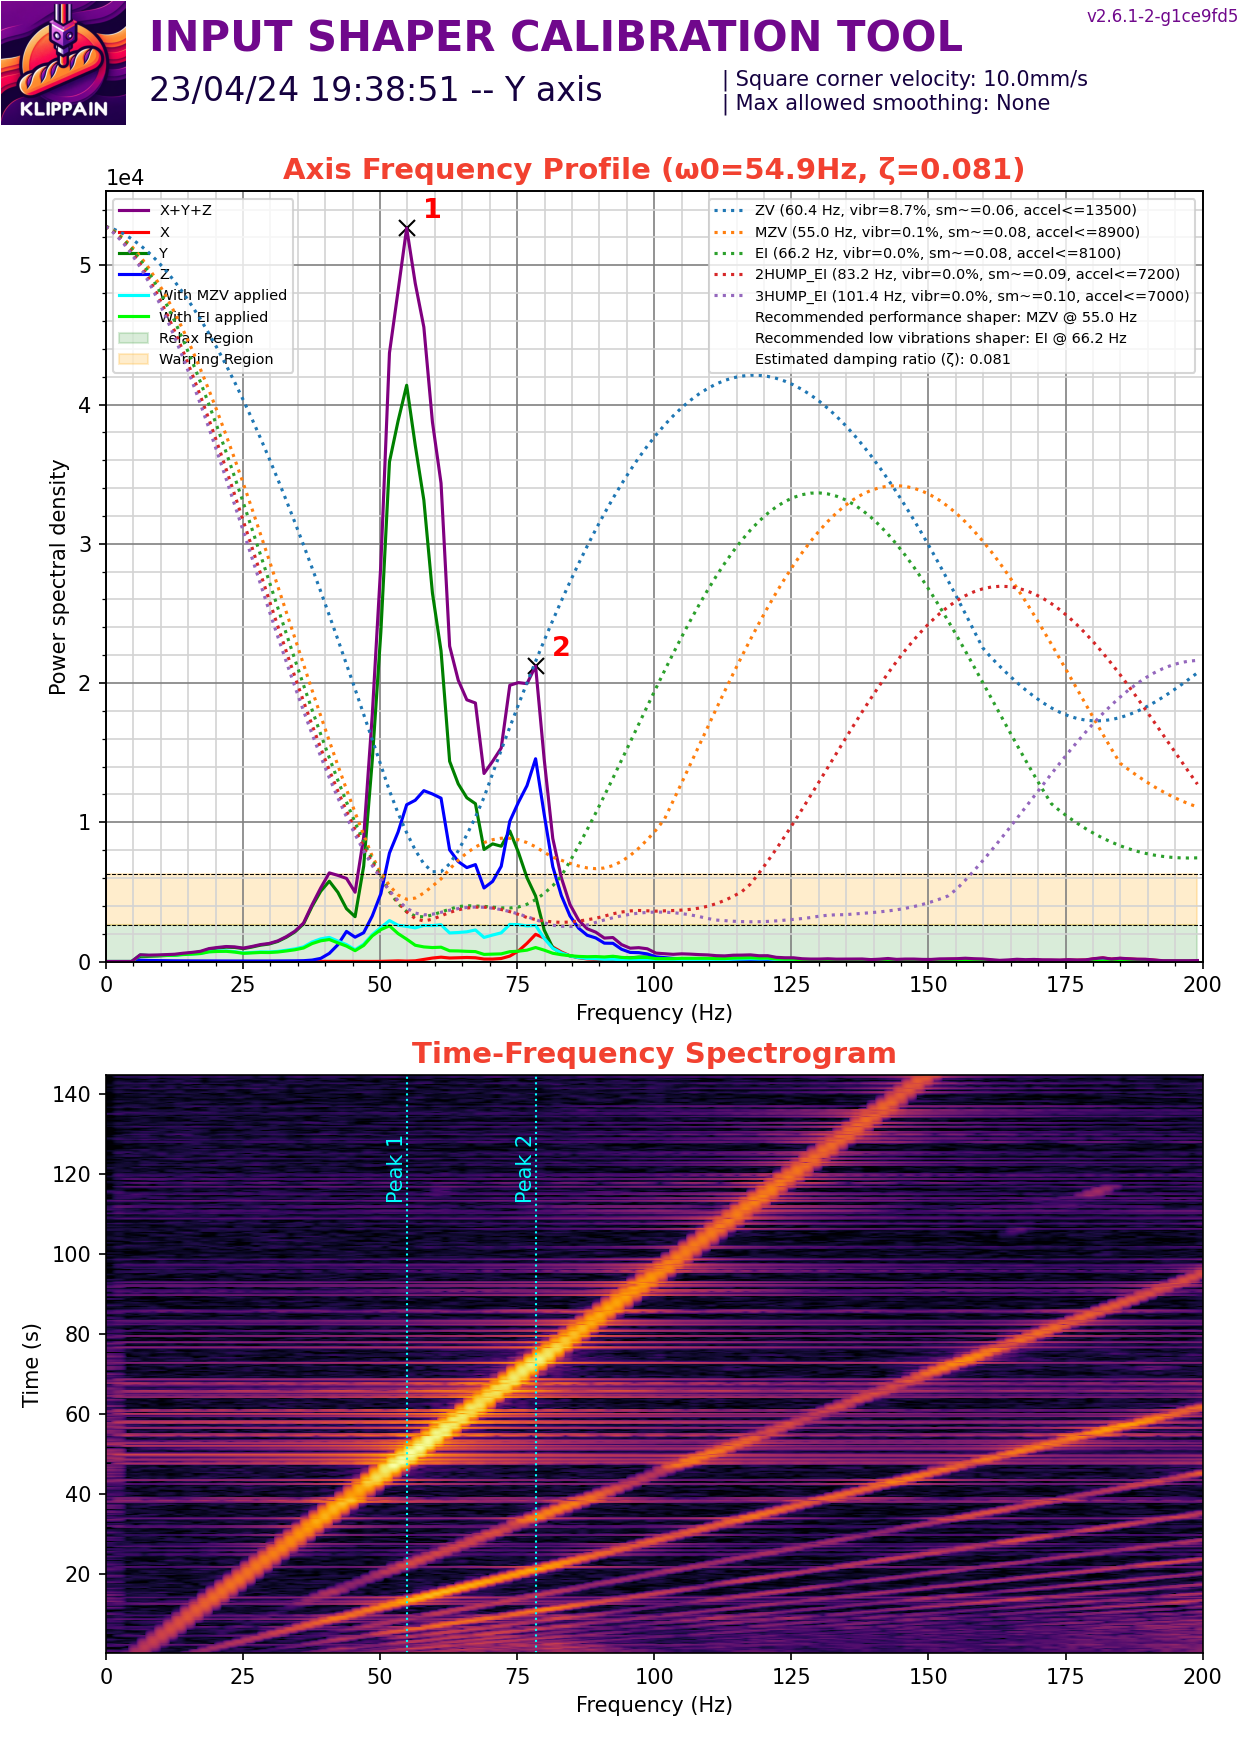 v2.6.1-2-g1ce9fd5
INPUT SHAPER CALIBRATION TOOL
23/04/24 19:38:51 -- Y axis
| Square corner velocity: 10.0mm/s
| Max allowed smoothing: None
KLIPPAIN
Axis Frequency Profile (ω0=54.9Hz, ζ=0.081)
1e4
X+Y+Z
X
Y
Z
With MZV applied
With EI applied
Relax Region
Warning Region
ZV (60.4 Hz, vibr=8.7%, sm~=0.06, accel<=13500)
MZV (55.0 Hz, vibr=0.1%, sm~=0.08, accel<=8900)
EI (66.2 Hz, vibr=0.0%, sm~=0.08, accel<=8100)
2HUMP_EI (83.2 Hz, vibr=0.0%, sm~=0.09, accel<=7200)
3HUMP_EI (101.4 Hz, vibr=0.0%, sm~=0.10, accel<=7000)
Recommended performance shaper: MZV @ 55.0 Hz
Recommended low vibrations shaper: EI @ 66.2 Hz
Estimated damping ratio (ζ): 0.081
1
2
5
4
3
2
1
0
Power spectral density
0 25 50 75 100 125 150 175 200
Frequency (Hz)
Time-Frequency Spectrogram
140
120
100
80
60
40
20
Time (s)
Peak 1
Peak 2
0 25 50 75 100 125 150 175 200
Frequency (Hz)